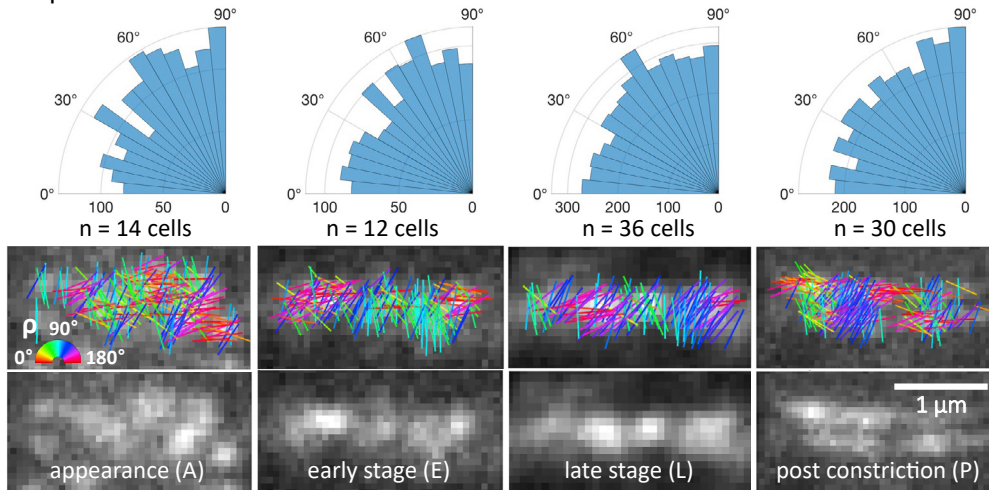 90° 90° 90° 90°
60° 60° 60° 60°
30° 30° 30° 30°
0° 0° 0° 0°
100 50 0 100 50 0 300 200 100 0 200 100 0
n = 14 cells n = 12 cells n = 36 cells n = 30 cells
ρ 90°
0° 180°
1 μm
appearance (A) early stage (E) late stage (L) post constriction (P)